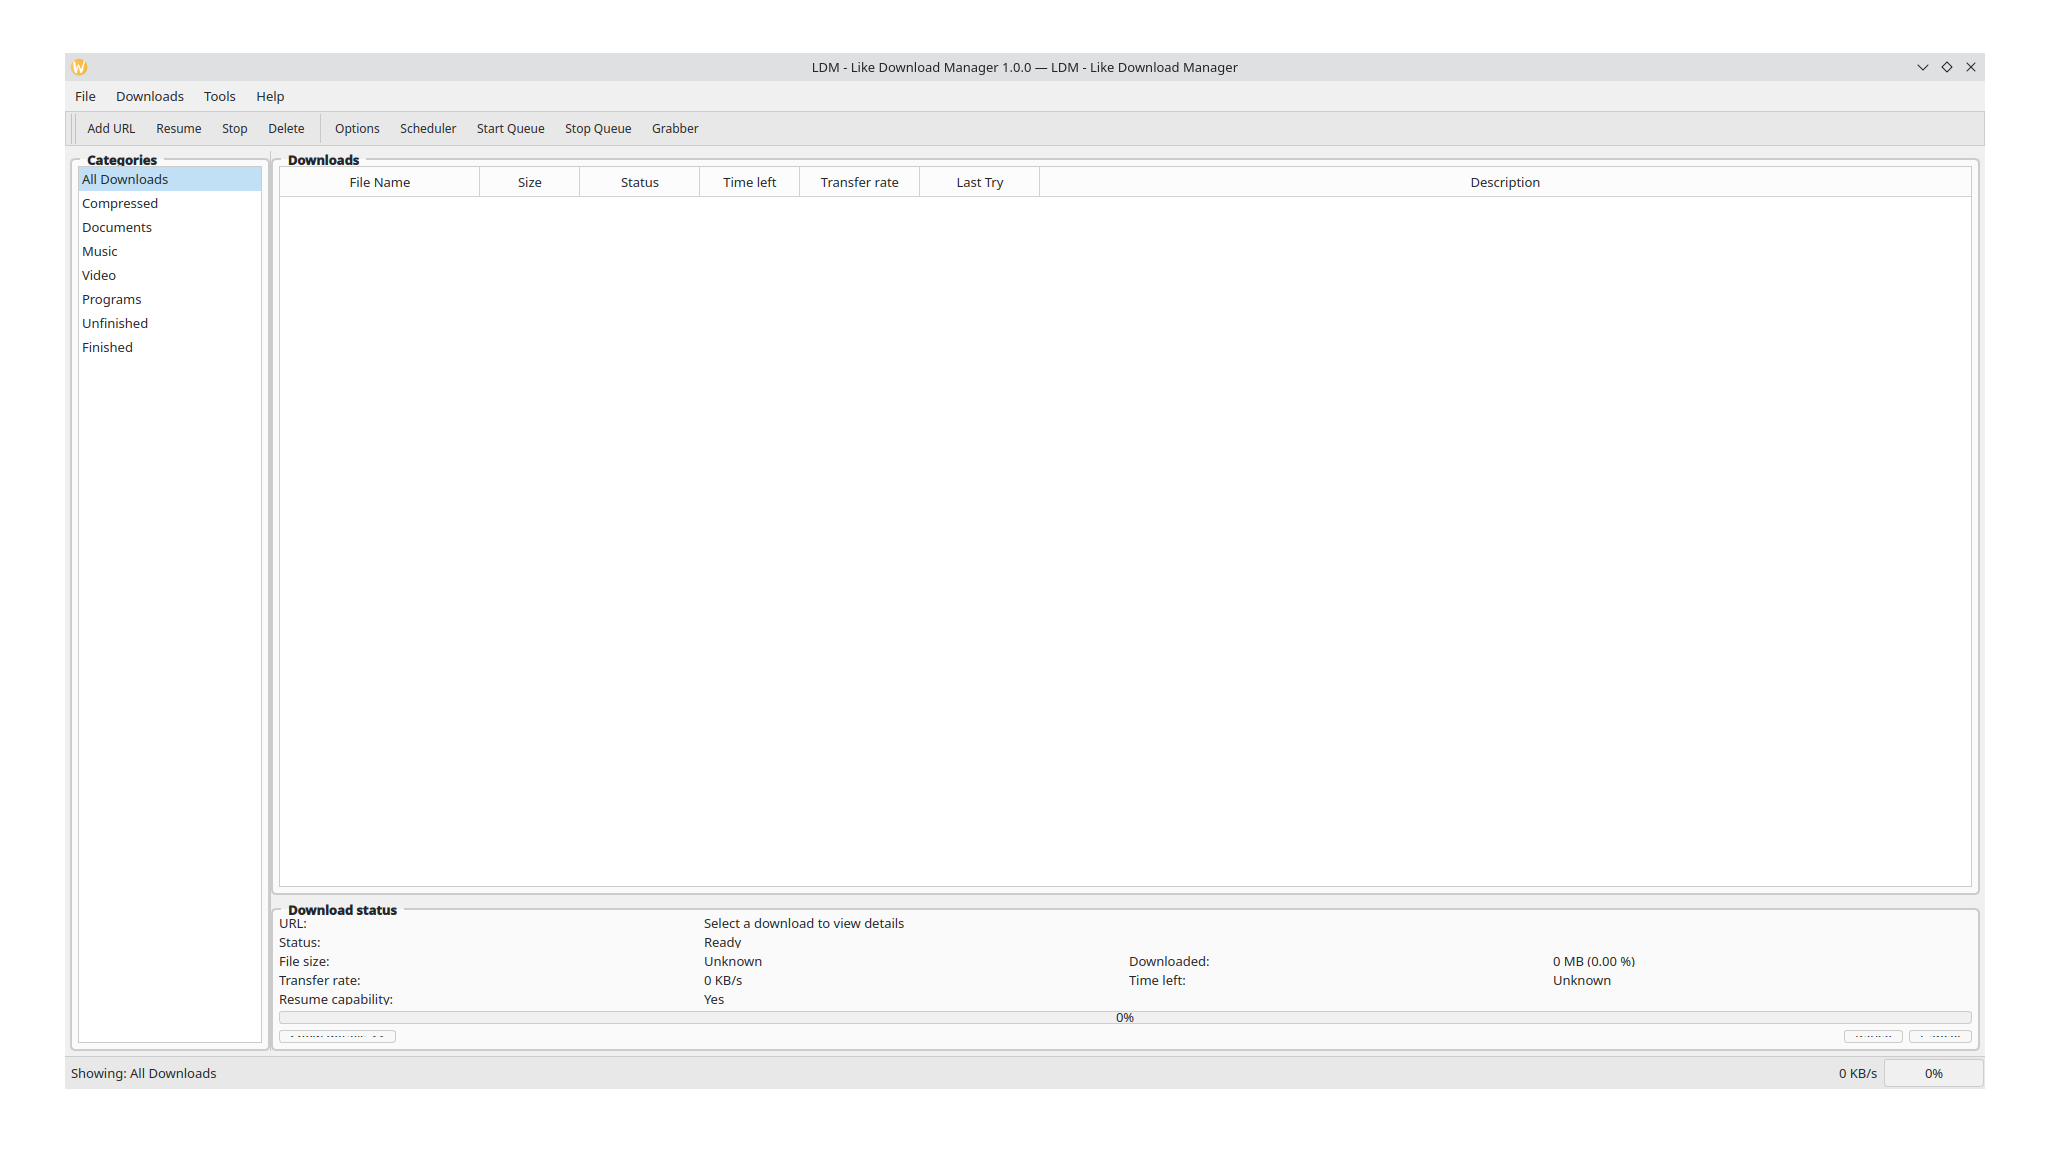 LDM - Like Download Manager 1.0.0 — LDM - Like Download Manager
File Downloads Tools Help
Add URL Resume Stop Delete Options Scheduler Start Queue Stop Queue Grabber
Categories
All Downloads
Compressed
Documents
Music
Video
Programs
Unfinished
Finished
Downloads
File Name Size Status Time left Transfer rate Last Try Description
Download status
URL: Select a download to view details
Status: Ready
File size: Unknown Downloaded: 0 MB (0.00 %)
Transfer rate: 0 KB/s Time left: Unknown
Resume capability: Yes
0%
Showing: All Downloads 0 KB/s 0%